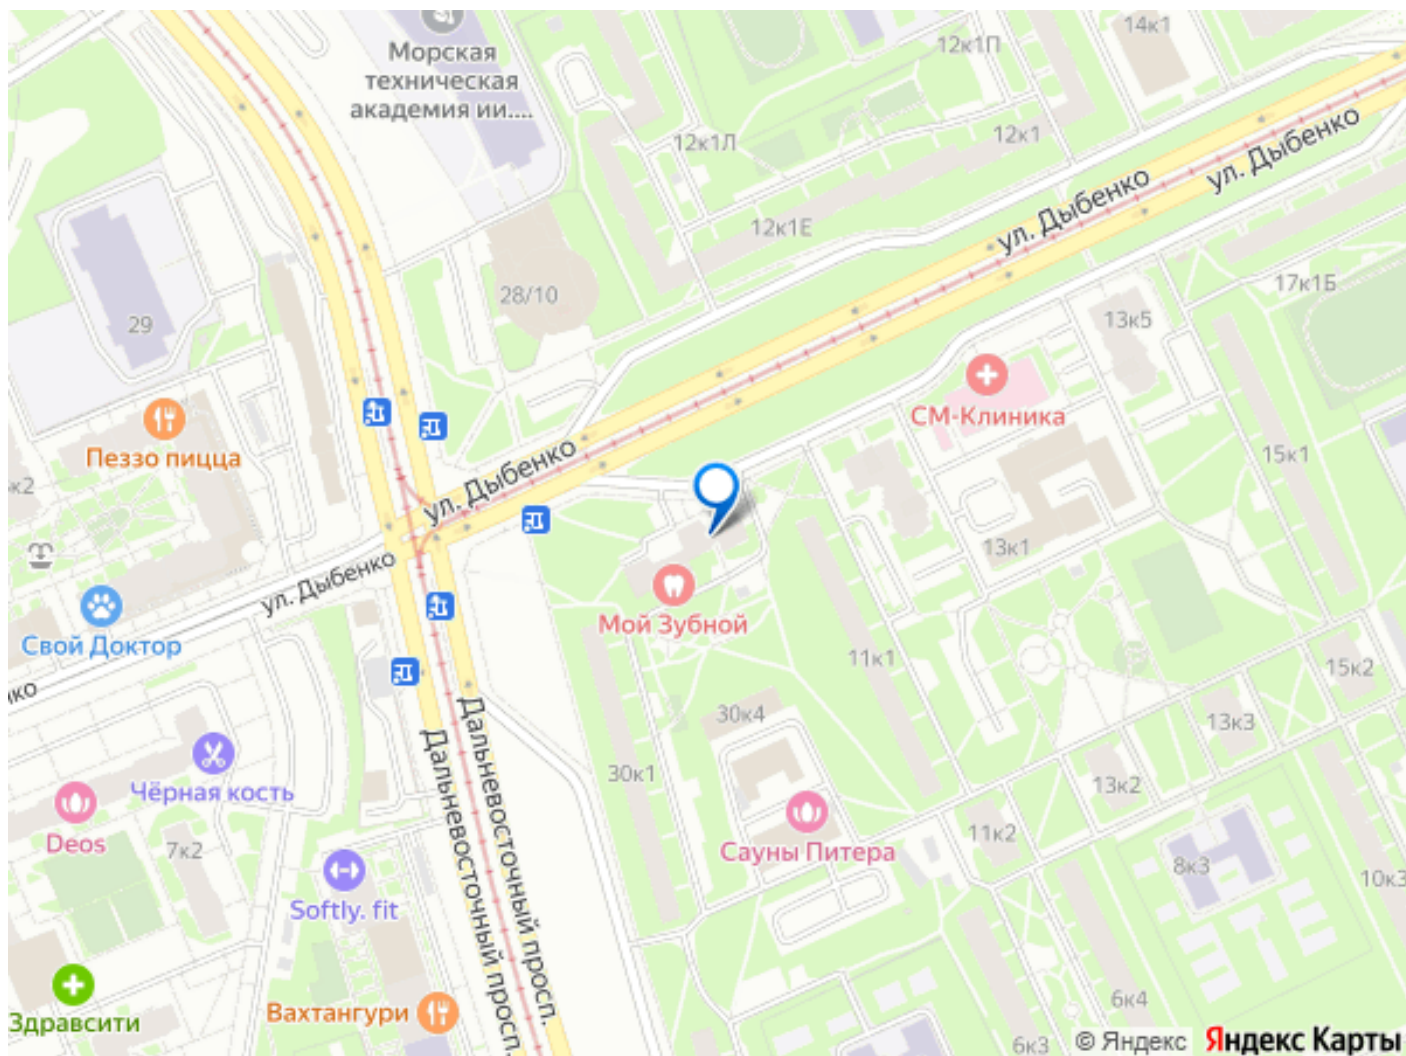 Морская
техническая
академия ии....
14к1
12к1П
12к1
12к1Л
12к1Е
ул. Дыбенко
ул. Дыбенко
28/10
29
17к1Б
13к5
СМ-Клиника
Пеззо пицца
к2
ул. Дыбенко
15к1
13к1
ул. Дыбенко
Свой Доктор
Мой Зубной
11к1
15к2
ко
30к4
13к3
Дальневосточный просп.
Дальневосточный просп.
30к1
13к2
Чёрная кость
Deos
7к2
11к2
Сауны Питера
8к3
10к3
Softly. fit
Здравсити
Вахтангури
6к4
6к3
© Яндекс Яндекс Карты